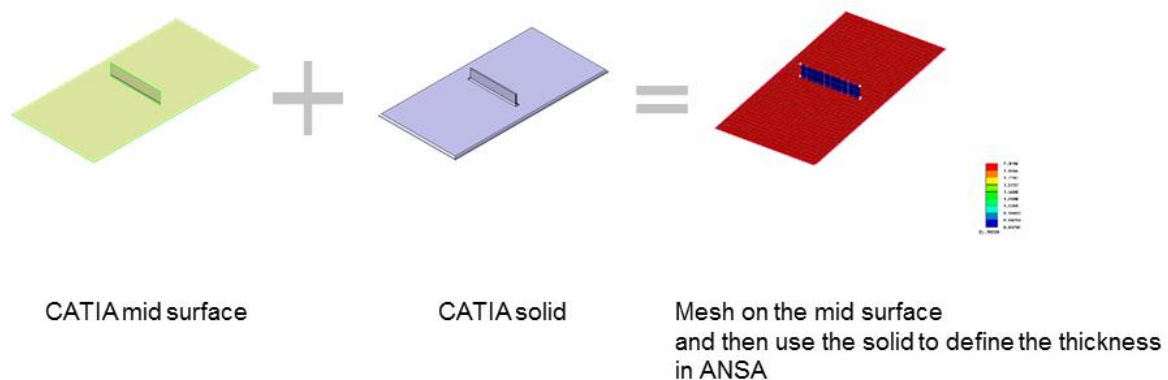 CATIA mid surface
CATIA solid
Mesh on the mid surface
and then use the solid to define the thickness
in ANSA